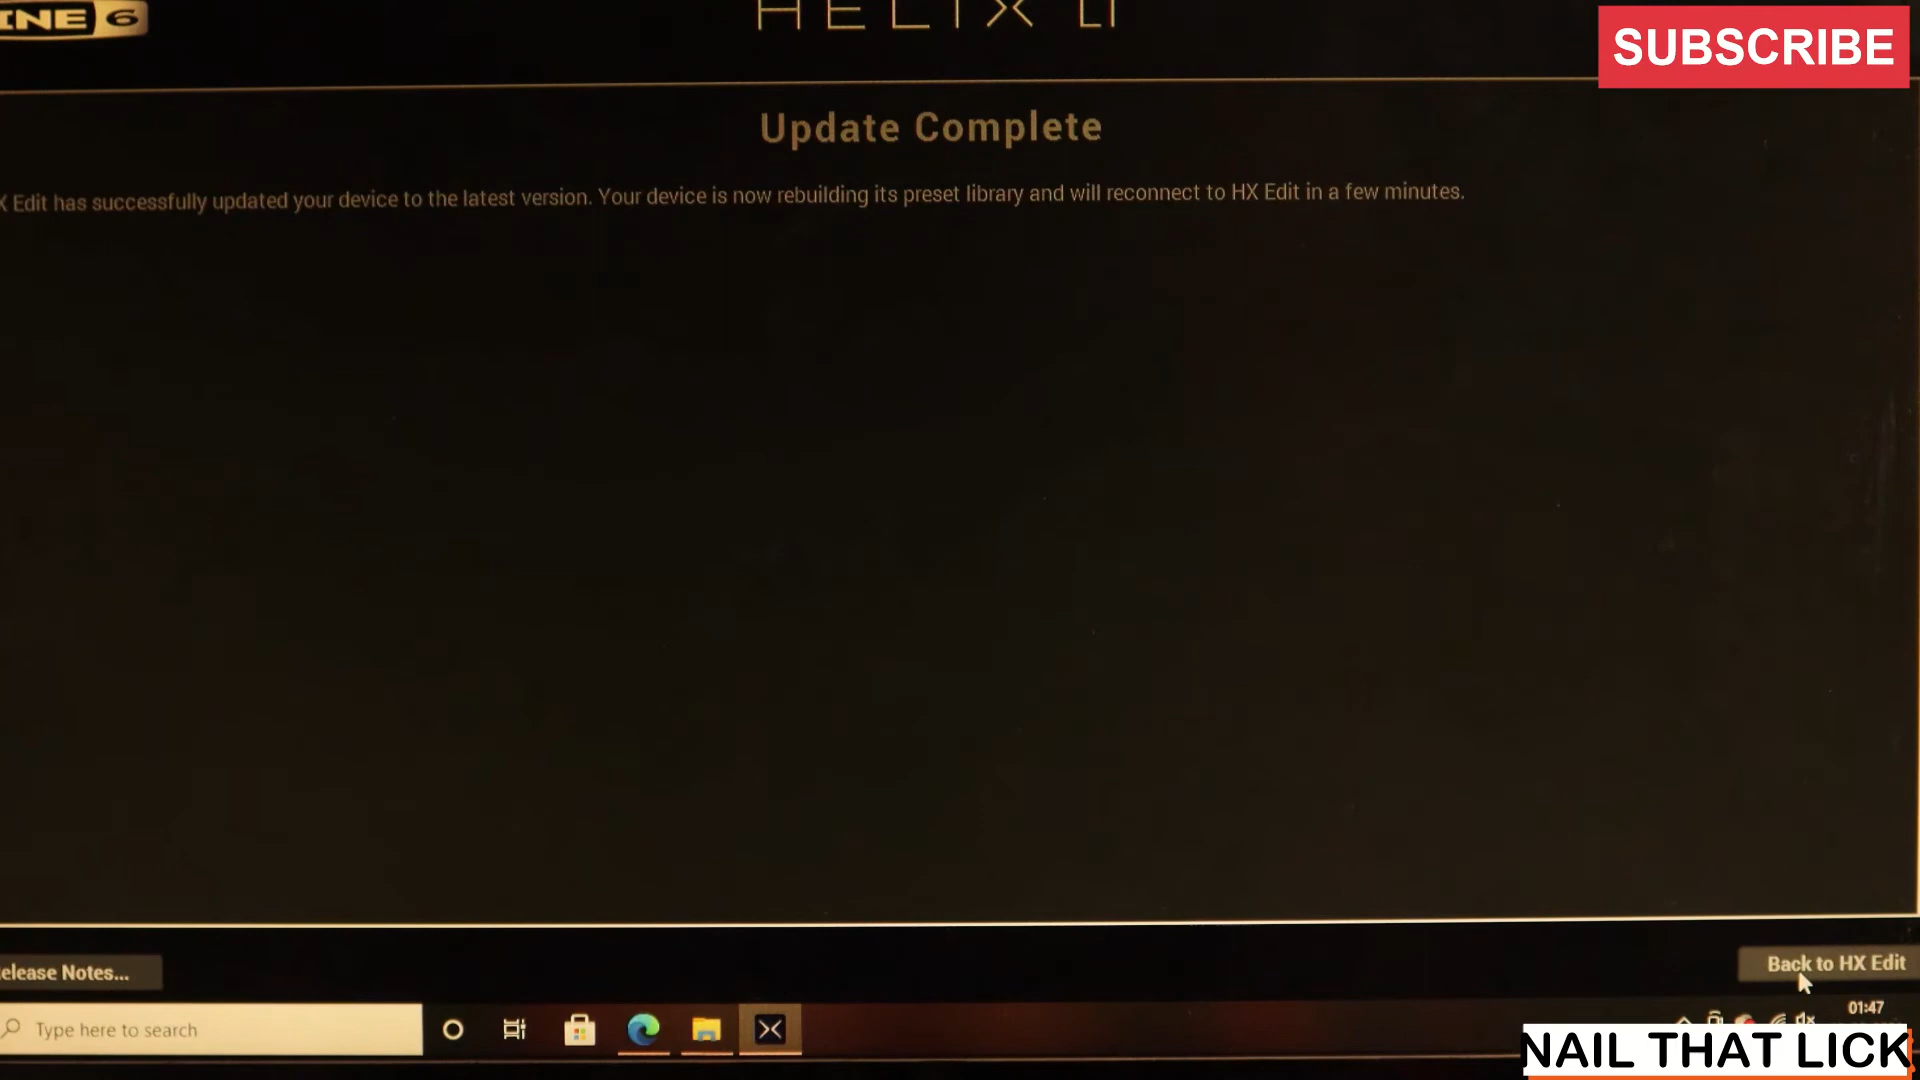 INE 6
HELIX LT
SUBSCRIBE
Update Complete
X Edit has successfully updated your device to the latest version. Your device is now rebuilding its preset library and will reconnect to HX Edit in a few minutes.
elease Notes...
Back to HX Edit
Type here to search
01:47
NAIL THAT LICK